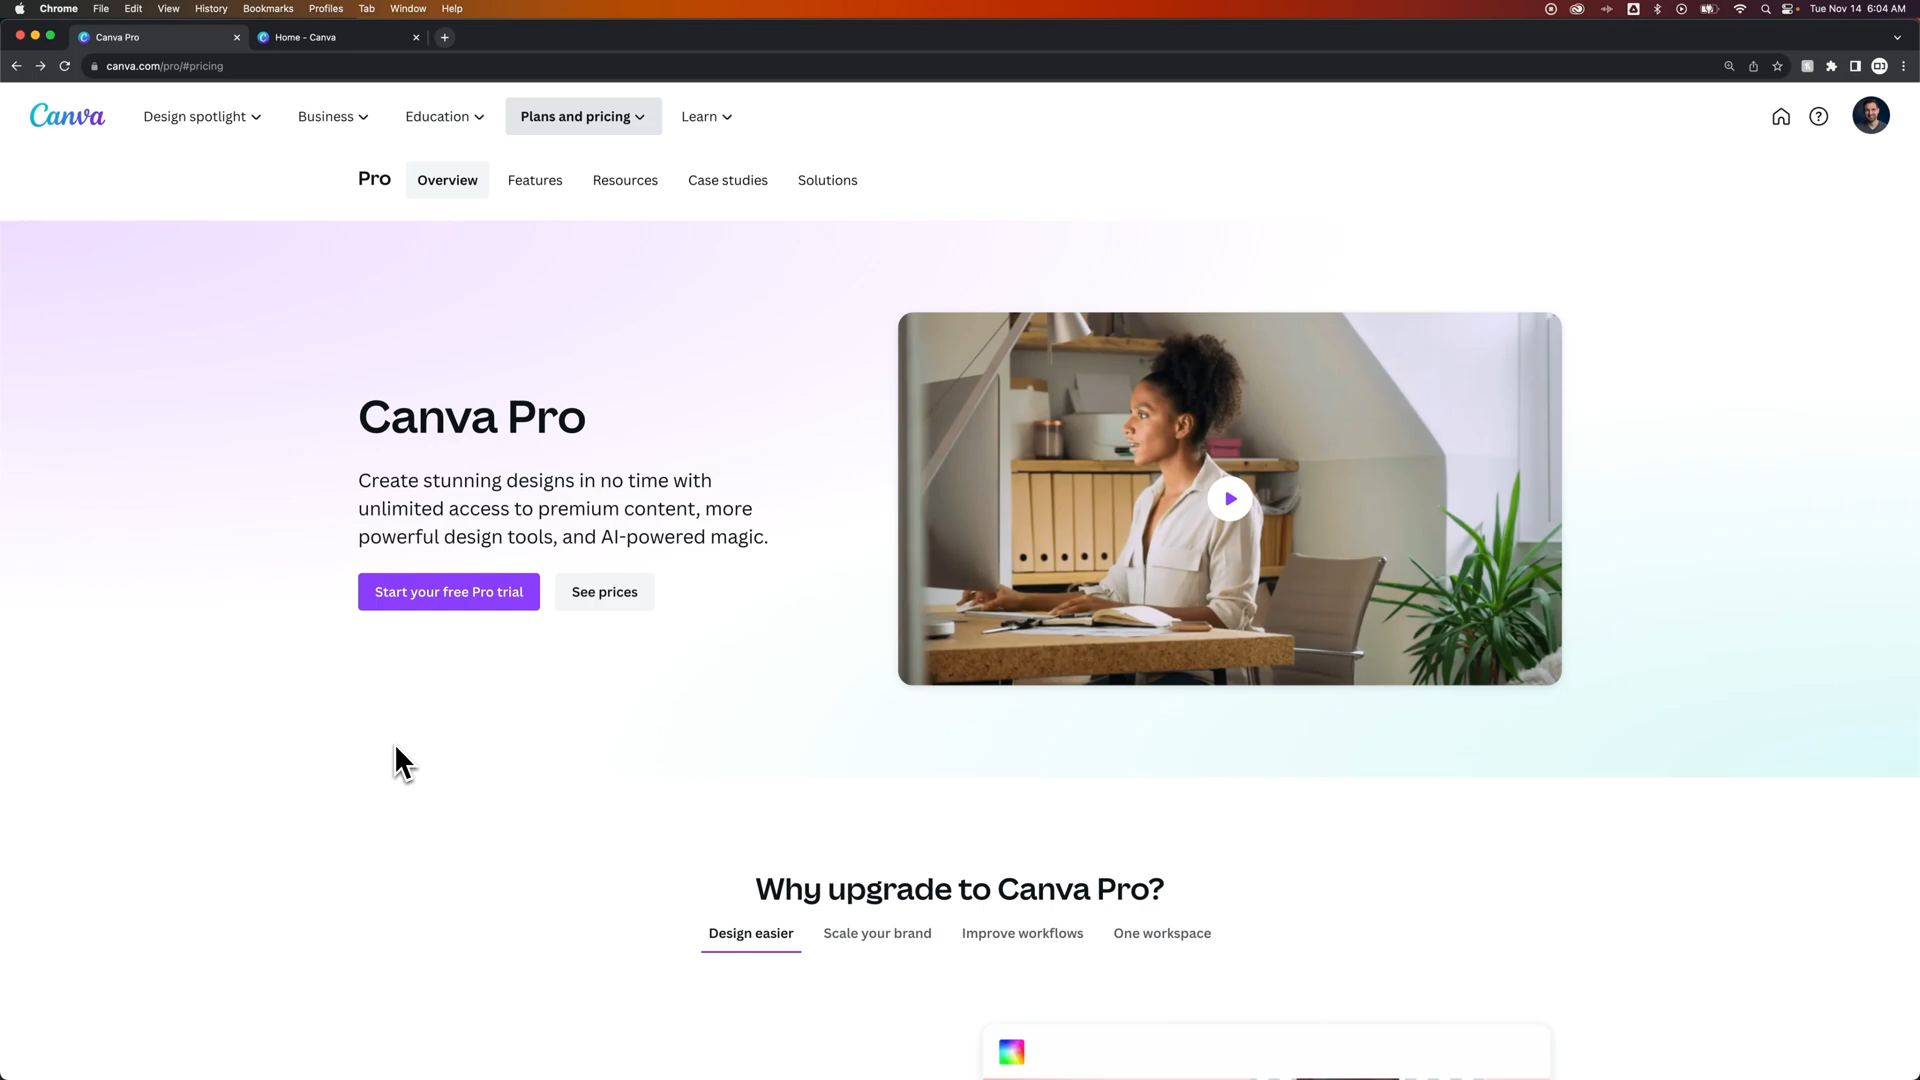 Chrome File Edit View History Bookmarks Profiles Tab Window Help Tue Nov 14 6:04 AM
Canva Pro Home - Canva
canva.com/pro/#pricing
Canva Design spotlight Business Education Plans and pricing Learn
Pro Overview Features Resources Case studies Solutions
Canva Pro
Create stunning designs in no time with
unlimited access to premium content, more
powerful design tools, and AI-powered magic.
Start your free Pro trial See prices
Why upgrade to Canva Pro?
Design easier Scale your brand Improve workflows One workspace